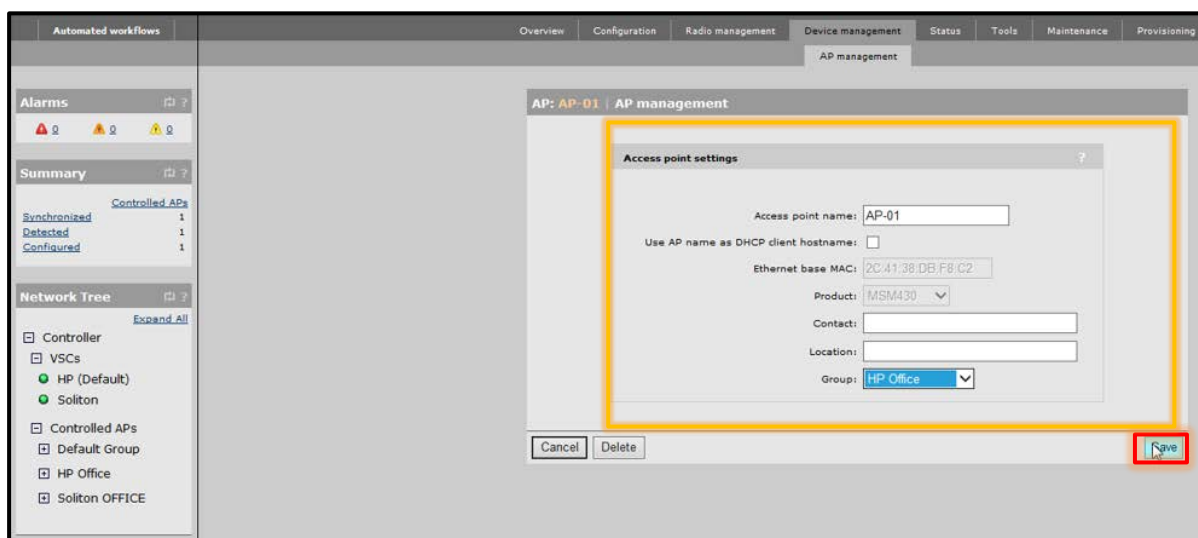 Automated workflows
Overview Configuration Radio management Device management Status Tools Maintenance Provisioning
AP management
Alarms ?
0 0 0
Summary ?
Controlled APs
Synchronized 1
Detected 1
Configured 1
Network Tree ?
Expand All
Controller
VSCs
HP (Default)
Soliton
Controlled APs
Default Group
HP Office
Soliton OFFICE
AP: AP-01 | AP management
Access point settings ?
Access point name: AP-01
Use AP name as DHCP client hostname:
Ethernet base MAC: 2C:41:38:DB:F8:C2
Product: MSM430
Contact:
Location:
Group: HP Office
Cancel Delete Save